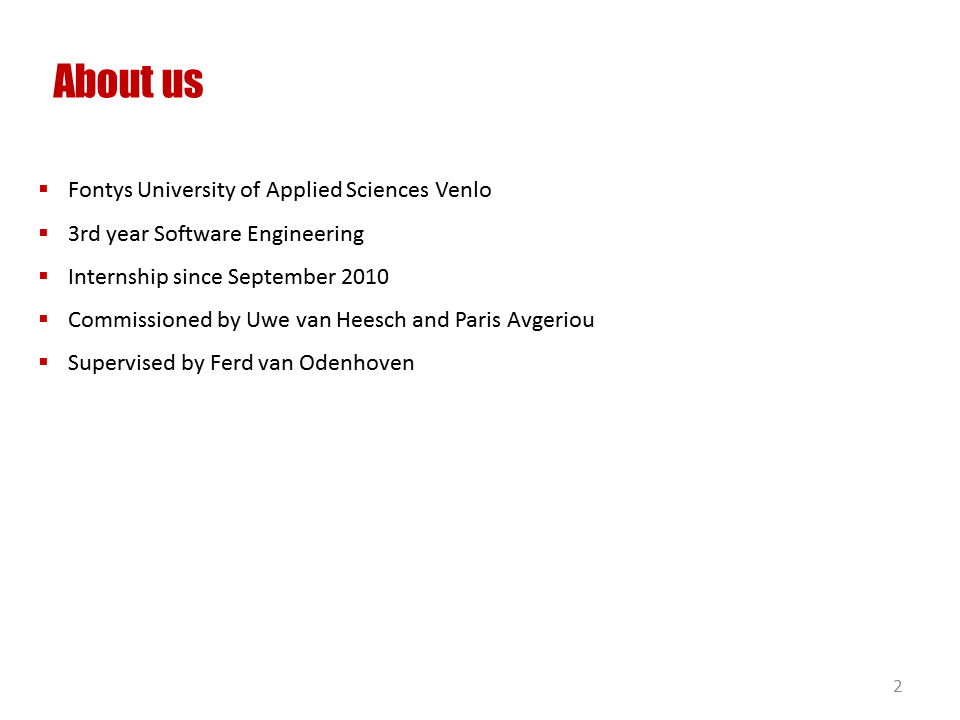 About us
▪ Fontys University of Applied Sciences Venlo
▪ 3rd year Software Engineering
▪ Internship since September 2010
▪ Commissioned by Uwe van Heesch and Paris Avgeriou
▪ Supervised by Ferd van Odenhoven
2